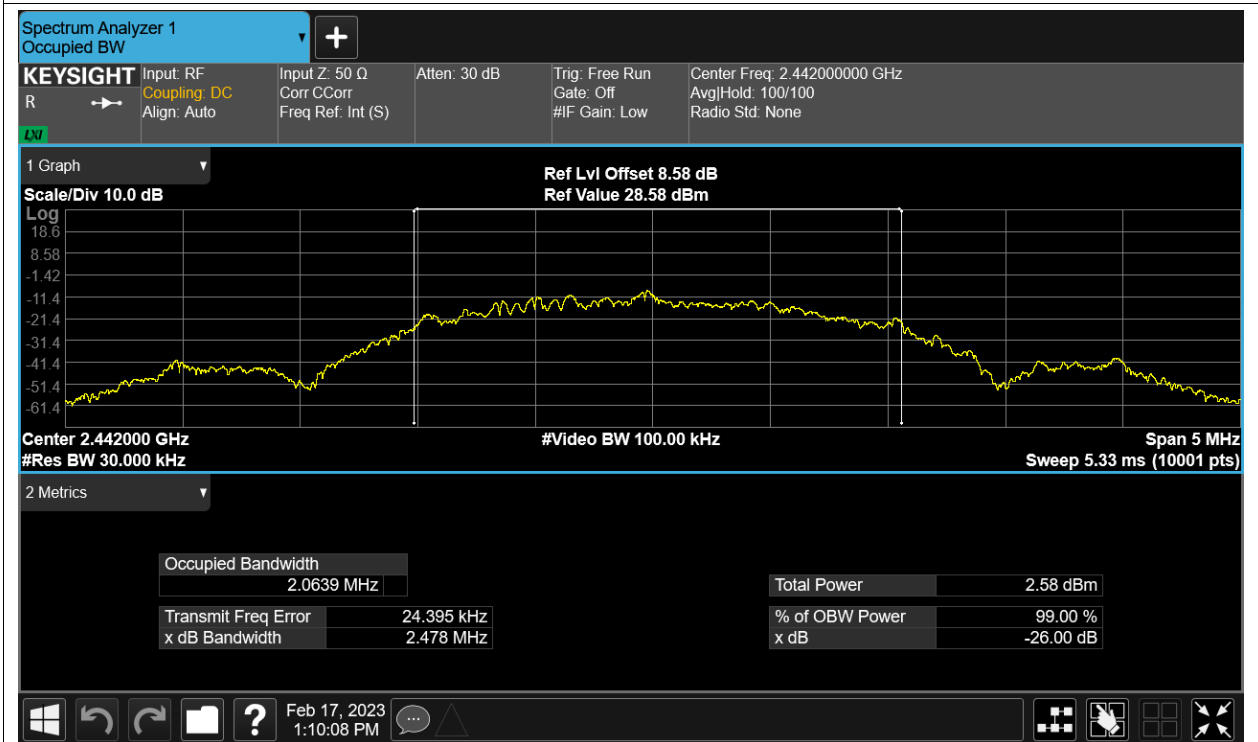 Spectrum Analyzer 1
Occupied BW
KEYSIGHT
R
LXI
Input: RF
Coupling: DC
Align: Auto
Input Z: 50 Ω
Corr CCorr
Freq Ref: Int (S)
Atten: 30 dB
Trig: Free Run
Gate: Off
#IF Gain: Low
Center Freq: 2.442000000 GHz
Avg|Hold: 100/100
Radio Std: None
1 Graph
Scale/Div 10.0 dB
Ref Lvl Offset 8.58 dB
Ref Value 28.58 dBm
Log
18.6
8.58
-1.42
-11.4
-21.4
-31.4
-41.4
-51.4
-61.4
Center 2.442000 GHz
#Res BW 30.000 kHz
#Video BW 100.00 kHz
Span 5 MHz
Sweep 5.33 ms (10001 pts)
2 Metrics
Occupied Bandwidth
2.0639 MHz
Transmit Freq Error 24.395 kHz
x dB Bandwidth 2.478 MHz
Total Power 2.58 dBm
% of OBW Power 99.00 %
x dB -26.00 dB
?
Feb 17, 2023
1:10:08 PM